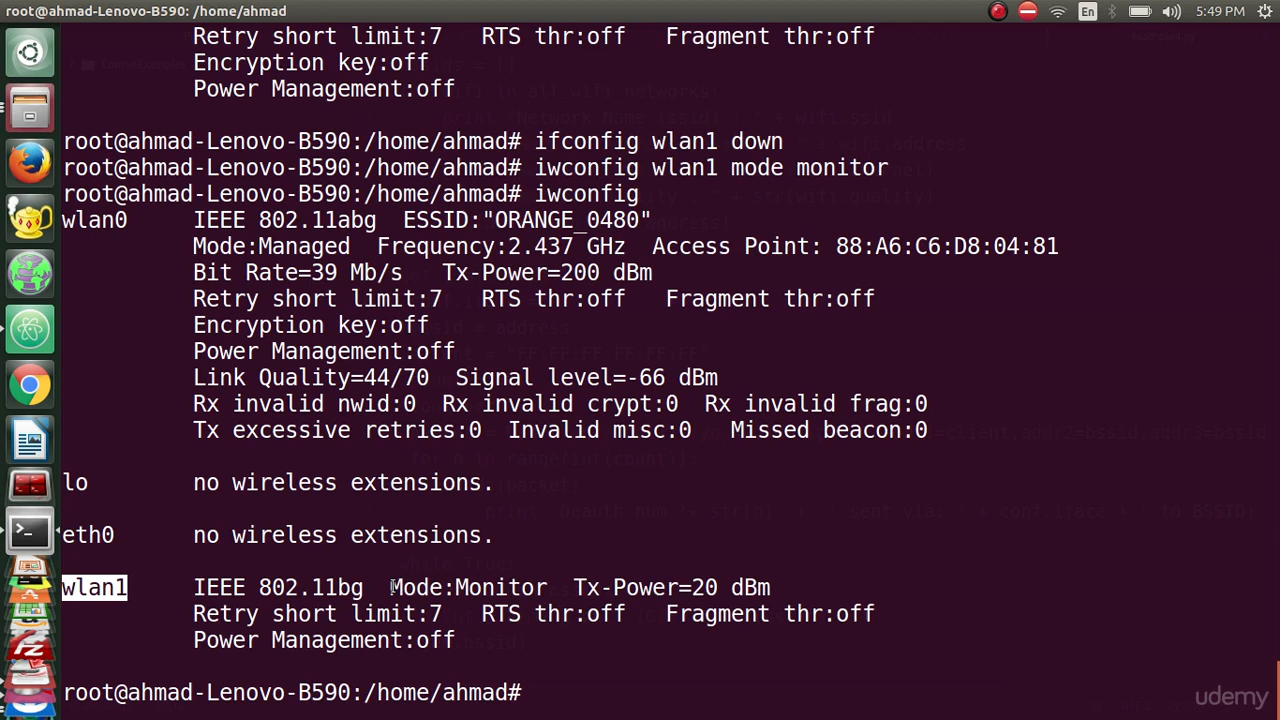 root@ahmad-Lenovo-B590: /home/ahmad
En
5:49 PM
Retry short limit:7 RTS thr:off Fragment thr:off
Encryption key:off
Power Management:off
root@ahmad-Lenovo-B590:/home/ahmad# ifconfig wlan1 down
root@ahmad-Lenovo-B590:/home/ahmad# iwconfig wlan1 mode monitor
root@ahmad-Lenovo-B590:/home/ahmad# iwconfig
wlan0 IEEE 802.11abg ESSID:"ORANGE_0480"
Mode:Managed Frequency:2.437 GHz Access Point: 88:A6:C6:D8:04:81
Bit Rate=39 Mb/s Tx-Power=200 dBm
Retry short limit:7 RTS thr:off Fragment thr:off
Encryption key:off
Power Management:off
Link Quality=44/70 Signal level=-66 dBm
Rx invalid nwid:0 Rx invalid crypt:0 Rx invalid frag:0
Tx excessive retries:0 Invalid misc:0 Missed beacon:0
lo no wireless extensions.
eth0 no wireless extensions.
wlan1 IEEE 802.11bg Mode:Monitor Tx-Power=20 dBm
Retry short limit:7 RTS thr:off Fragment thr:off
Power Management:off
root@ahmad-Lenovo-B590:/home/ahmad#
udemy